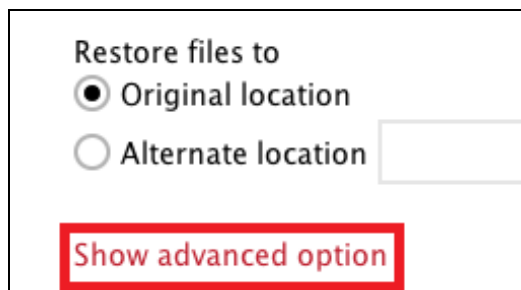 Restore files to
Original location
Alternate location
Show advanced option